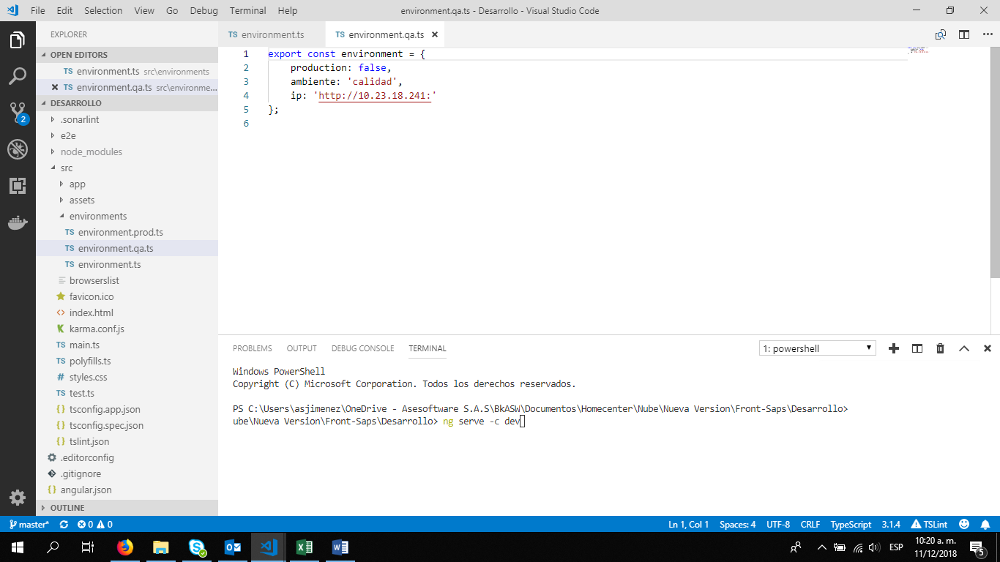 File Edit Selection View Go Debug Terminal Help
environment.qa.ts - Desarrollo - Visual Studio Code
EXPLORER
OPEN EDITORS
TS environment.ts src\environments
TS environment.qa.ts src\environme...
DESARROLLO
.sonarlint
e2e
node_modules
src
app
assets
environments
TS environment.prod.ts
TS environment.qa.ts
TS environment.ts
browserslist
favicon.ico
<> index.html
karma.conf.js
TS main.ts
TS polyfills.ts
# styles.css
TS test.ts
{} tsconfig.app.json
{} tsconfig.spec.json
{} tslint.json
.editorconfig
.gitignore
{} angular.json
OUTLINE
2
TS environment.ts
TS environment.qa.ts
1 export const environment = {
2     production: false,
3     ambiente: 'calidad',
4     ip: 'http://10.23.18.241:'
5 };
6
PROBLEMS OUTPUT DEBUG CONSOLE TERMINAL
1: powershell
Windows PowerShell
Copyright (C) Microsoft Corporation. Todos los derechos reservados.
PS C:\Users\asjimenez\OneDrive - Asesoftware S.A.S\BkASW\Documentos\Homecenter\Nube\Nueva Version\Front-Saps\Desarrollo>
ube\Nueva Version\Front-Saps\Desarrollo> ng serve -c dev
master* 0 0
Ln 1, Col 1 Spaces: 4 UTF-8 CRLF TypeScript 3.1.4 TSLint
ESP
10:20 a. m.
11/12/2018
5